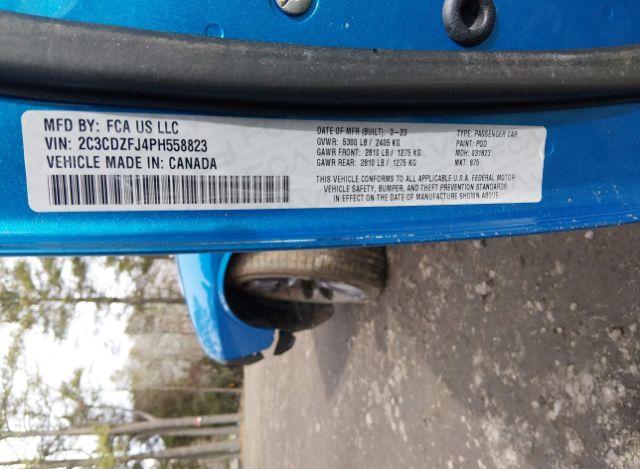 MFD BY: FCA US LLC
VIN: 2C3CDZFJ4PH558823
VEHICLE MADE IN: CANADA
DATE OF MFR (BUILT): 3-23
GVWR: 5300 LB / 2405 KG
GAWR FRONT: 2810 LB / 1275 KG
GAWR REAR: 2810 LB / 1275 KG
TYPE: PASSENGER CAR
PAINT: PQD
MDH: 031823
MKT: 675
THIS VEHICLE CONFORMS TO ALL APPLICABLE U.S.A. FEDERAL MOTOR
VEHICLE SAFETY, BUMPER, AND THEFT PREVENTION STANDARDS
IN EFFECT ON THE DATE OF MANUFACTURE SHOWN ABOVE